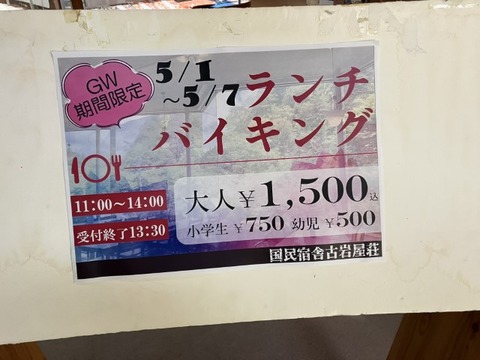 GW
期間限定
5/1
~5/7
ランチ
バイキング
11:00~14:00
受付終了13:30
大人¥1,500込
小学生¥750 幼児¥500
国民宿舎古岩屋荘